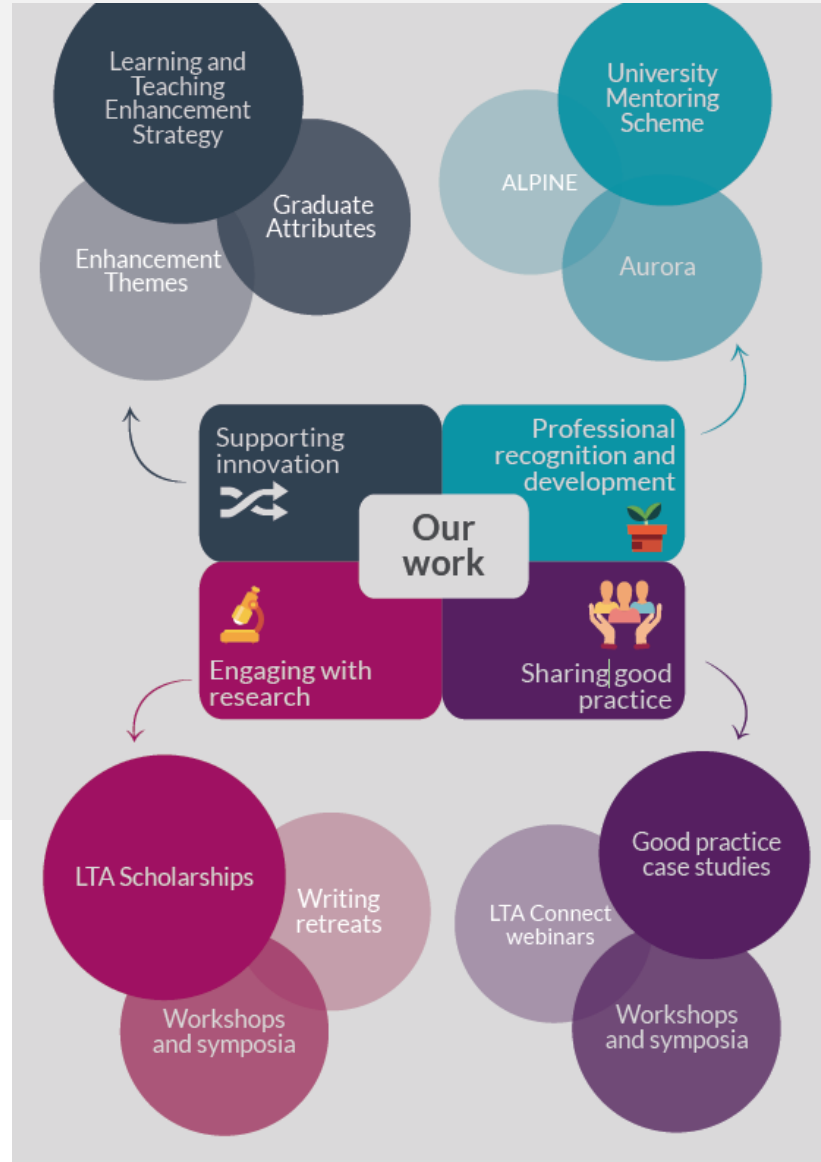 Learning and
Teaching
Enhancement
Strategy
Graduate
Attributes
Enhancement
Themes
University
Mentoring
Scheme
ALPINE
Aurora
Supporting
innovation
Professional
recognition and
development
Our
work
Engaging with
research
Sharing good
practice
LTA Scholarships
Writing
retreats
Workshops
and symposia
Good practice
case studies
LTA Connect
webinars
Workshops
and symposia